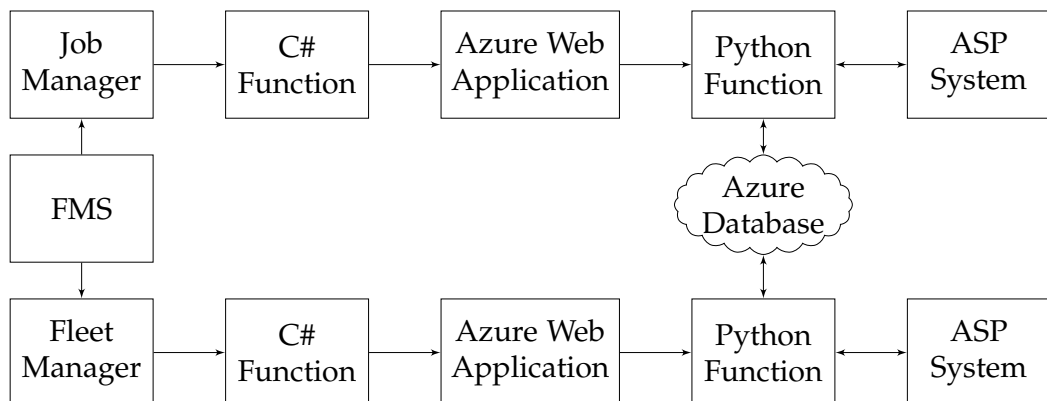 Job
Manager
C#
Function
Azure Web
Application
Python
Function
ASP
System
FMS
Azure
Database
Fleet
Manager
C#
Function
Azure Web
Application
Python
Function
ASP
System